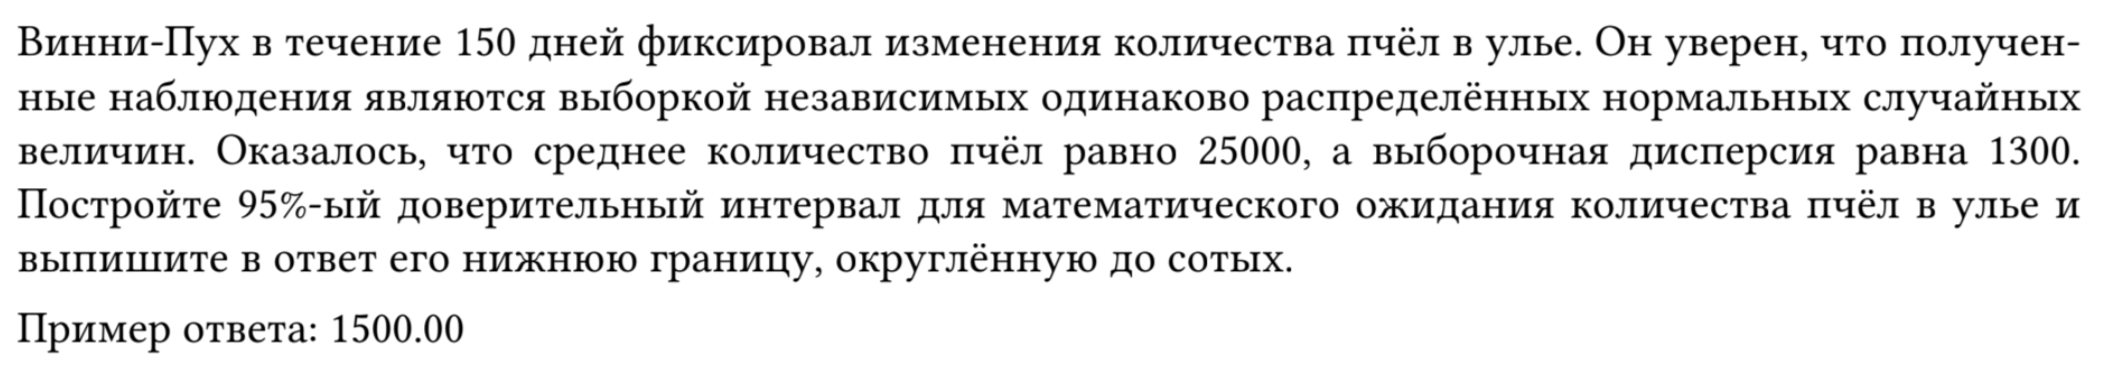 Винни-Пух в течение 150 дней фиксировал изменения количества пчёл в улье. Он уверен, что получен-
ные наблюдения являются выборкой независимых одинаково распределённых нормальных случайных
величин. Оказалось, что среднее количество пчёл равно 25000, а выборочная дисперсия равна 1300.
Постройте 95%-ый доверительный интервал для математического ожидания количества пчёл в улье и
выпишите в ответ его нижнюю границу, округлённую до сотых.
Пример ответа: 1500.00